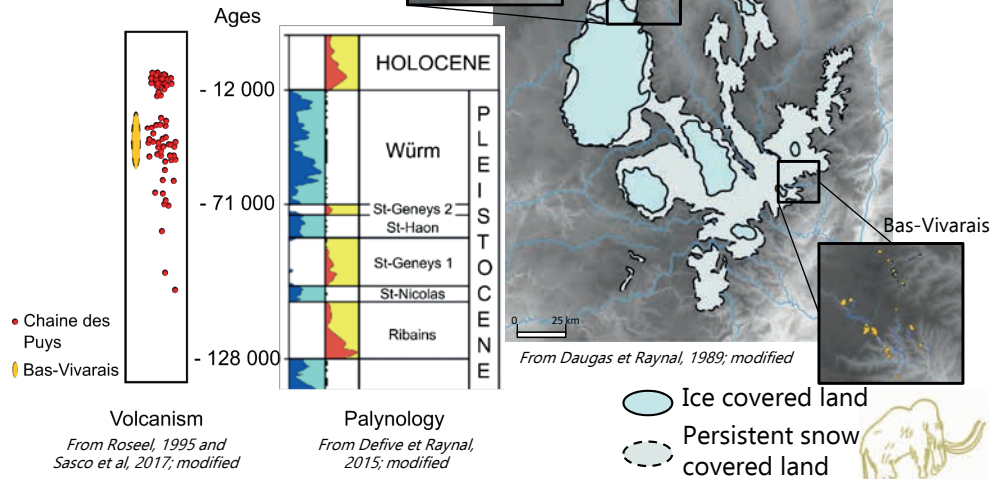 Ages
- 12 000
- 71 000
- 128 000
Chaine des
Puys
Bas-Vivarais
Volcanism
From Roseel, 1995 and
Sasco et al, 2017; modified
HOLOCENE
Würm
St-Geneys 2
St-Haon
St-Geneys 1
St-Nicolas
Ribains
PLEISTOCENE
Palynology
From Defive et Raynal,
2015; modified
0 25 km
From Daugas et Raynal, 1989; modified
Bas-Vivarais
Ice covered land
Persistent snow
covered land